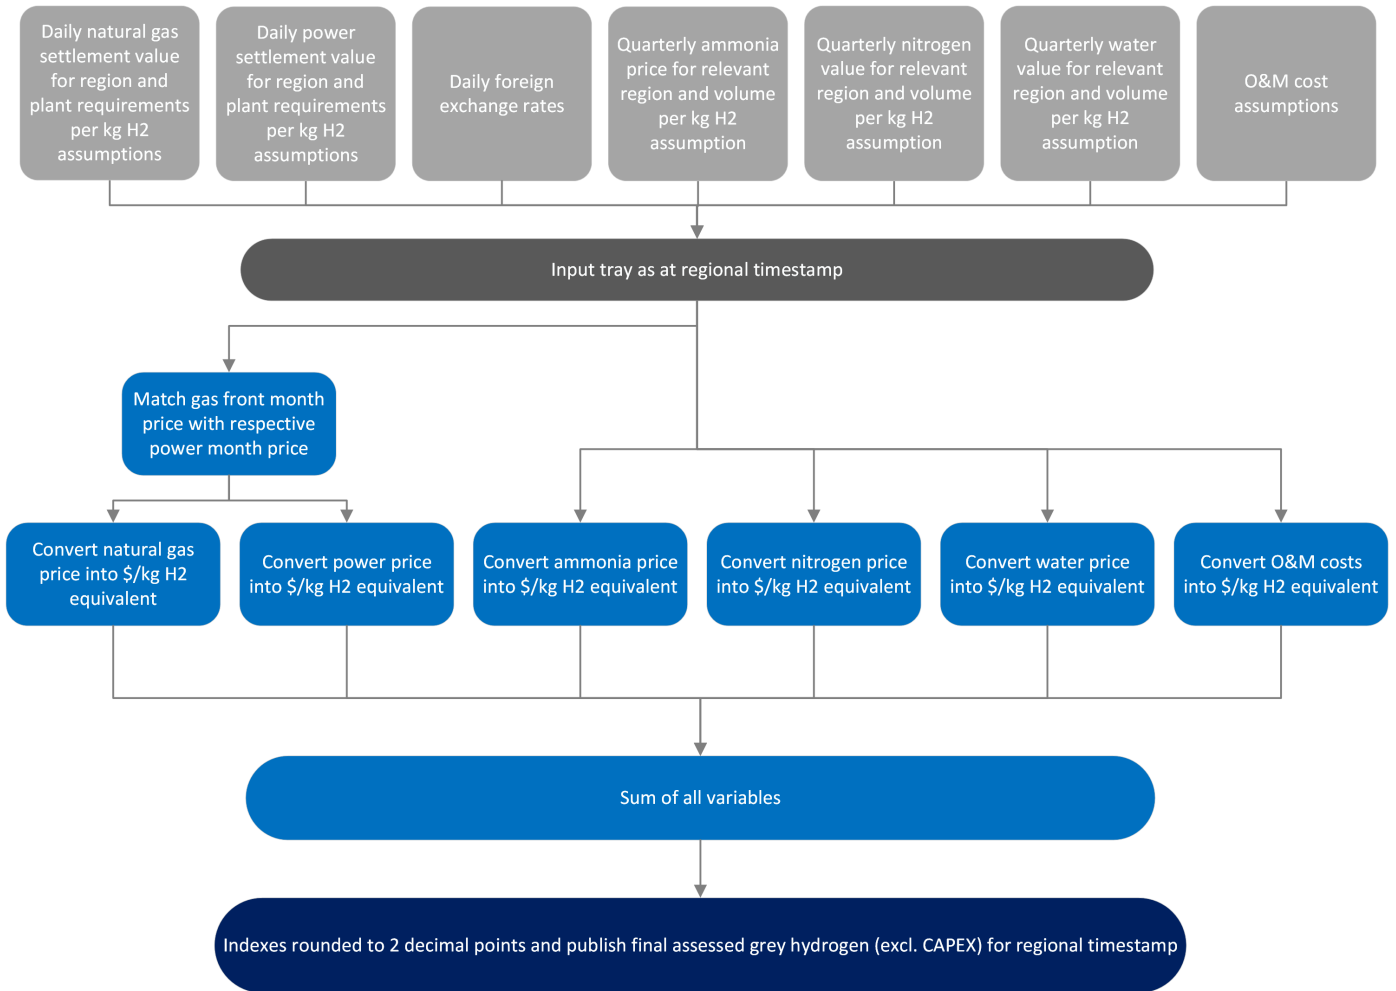 Daily natural gas
settlement value
for region and
plant requirements
per kg H2
assumptions
Daily power
settlement value
for region and
plant requirements
per kg H2
assumptions
Daily foreign
exchange rates
Quarterly ammonia
price for relevant
region and volume
per kg H2
assumption
Quarterly nitrogen
value for relevant
region and volume
per kg H2
assumption
Quarterly water
value for relevant
region and volume
per kg H2
assumption
O&M cost
assumptions
Input tray as at regional timestamp
Match gas front month
price with respective
power month price
Convert natural gas
price into $/kg H2
equivalent
Convert power price
into $/kg H2 equivalent
Convert ammonia price
into $/kg H2 equivalent
Convert nitrogen price
into $/kg H2 equivalent
Convert water price
into $/kg H2 equivalent
Convert O&M costs
into $/kg H2 equivalent
Sum of all variables
Indexes rounded to 2 decimal points and publish final assessed grey hydrogen (excl. CAPEX) for regional timestamp